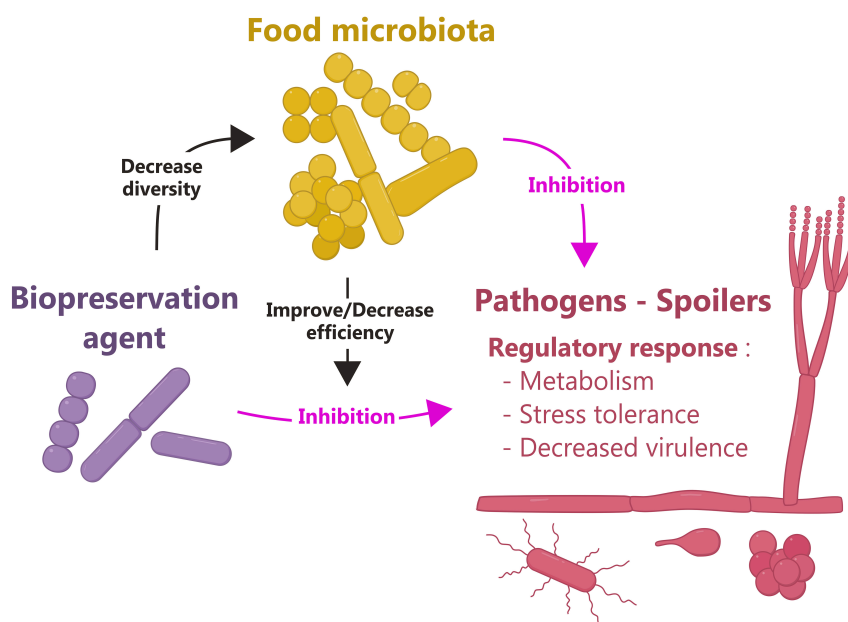 Food microbiota
Decrease
diversity
Inhibition
Biopreservation
agent
Improve/Decrease
efficiency
Inhibition
Pathogens - Spoilers
Regulatory response :
- Metabolism
- Stress tolerance
- Decreased virulence